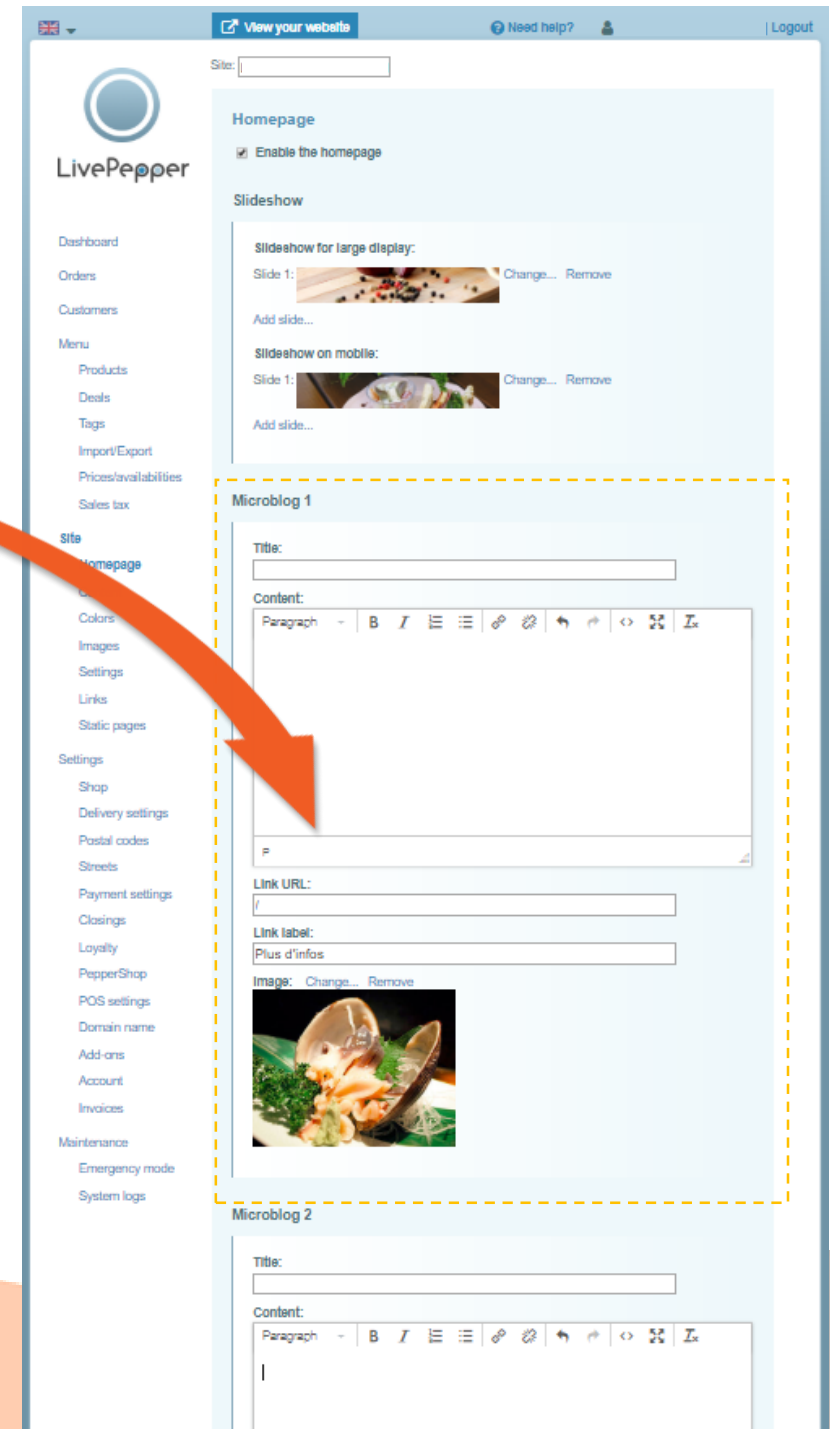 View your website
Need help?
| Logout
Site:
LivePepper
Dashboard
Orders
Customers
Menu
Products
Deals
Tags
Import/Export
Prices/availabilities
Sales tax
Site
Homepage
Colors
Images
Settings
Links
Static pages
Settings
Shop
Delivery settings
Postal codes
Streets
Payment settings
Closings
Loyalty
PepperShop
POS settings
Domain name
Add-ons
Account
Invoices
Maintenance
Emergency mode
System logs
Homepage
Enable the homepage
Slideshow
Slideshow for large display:
Slide 1: Change... Remove
Add slide...
Slideshow on mobile:
Slide 1: Change... Remove
Add slide...
Microblog 1
Title:
Content:
Paragraph B I Ix
P
Link URL:
/
Link label:
Plus d'infos
Image: Change... Remove
Microblog 2
Title:
Content:
Paragraph B I Ix